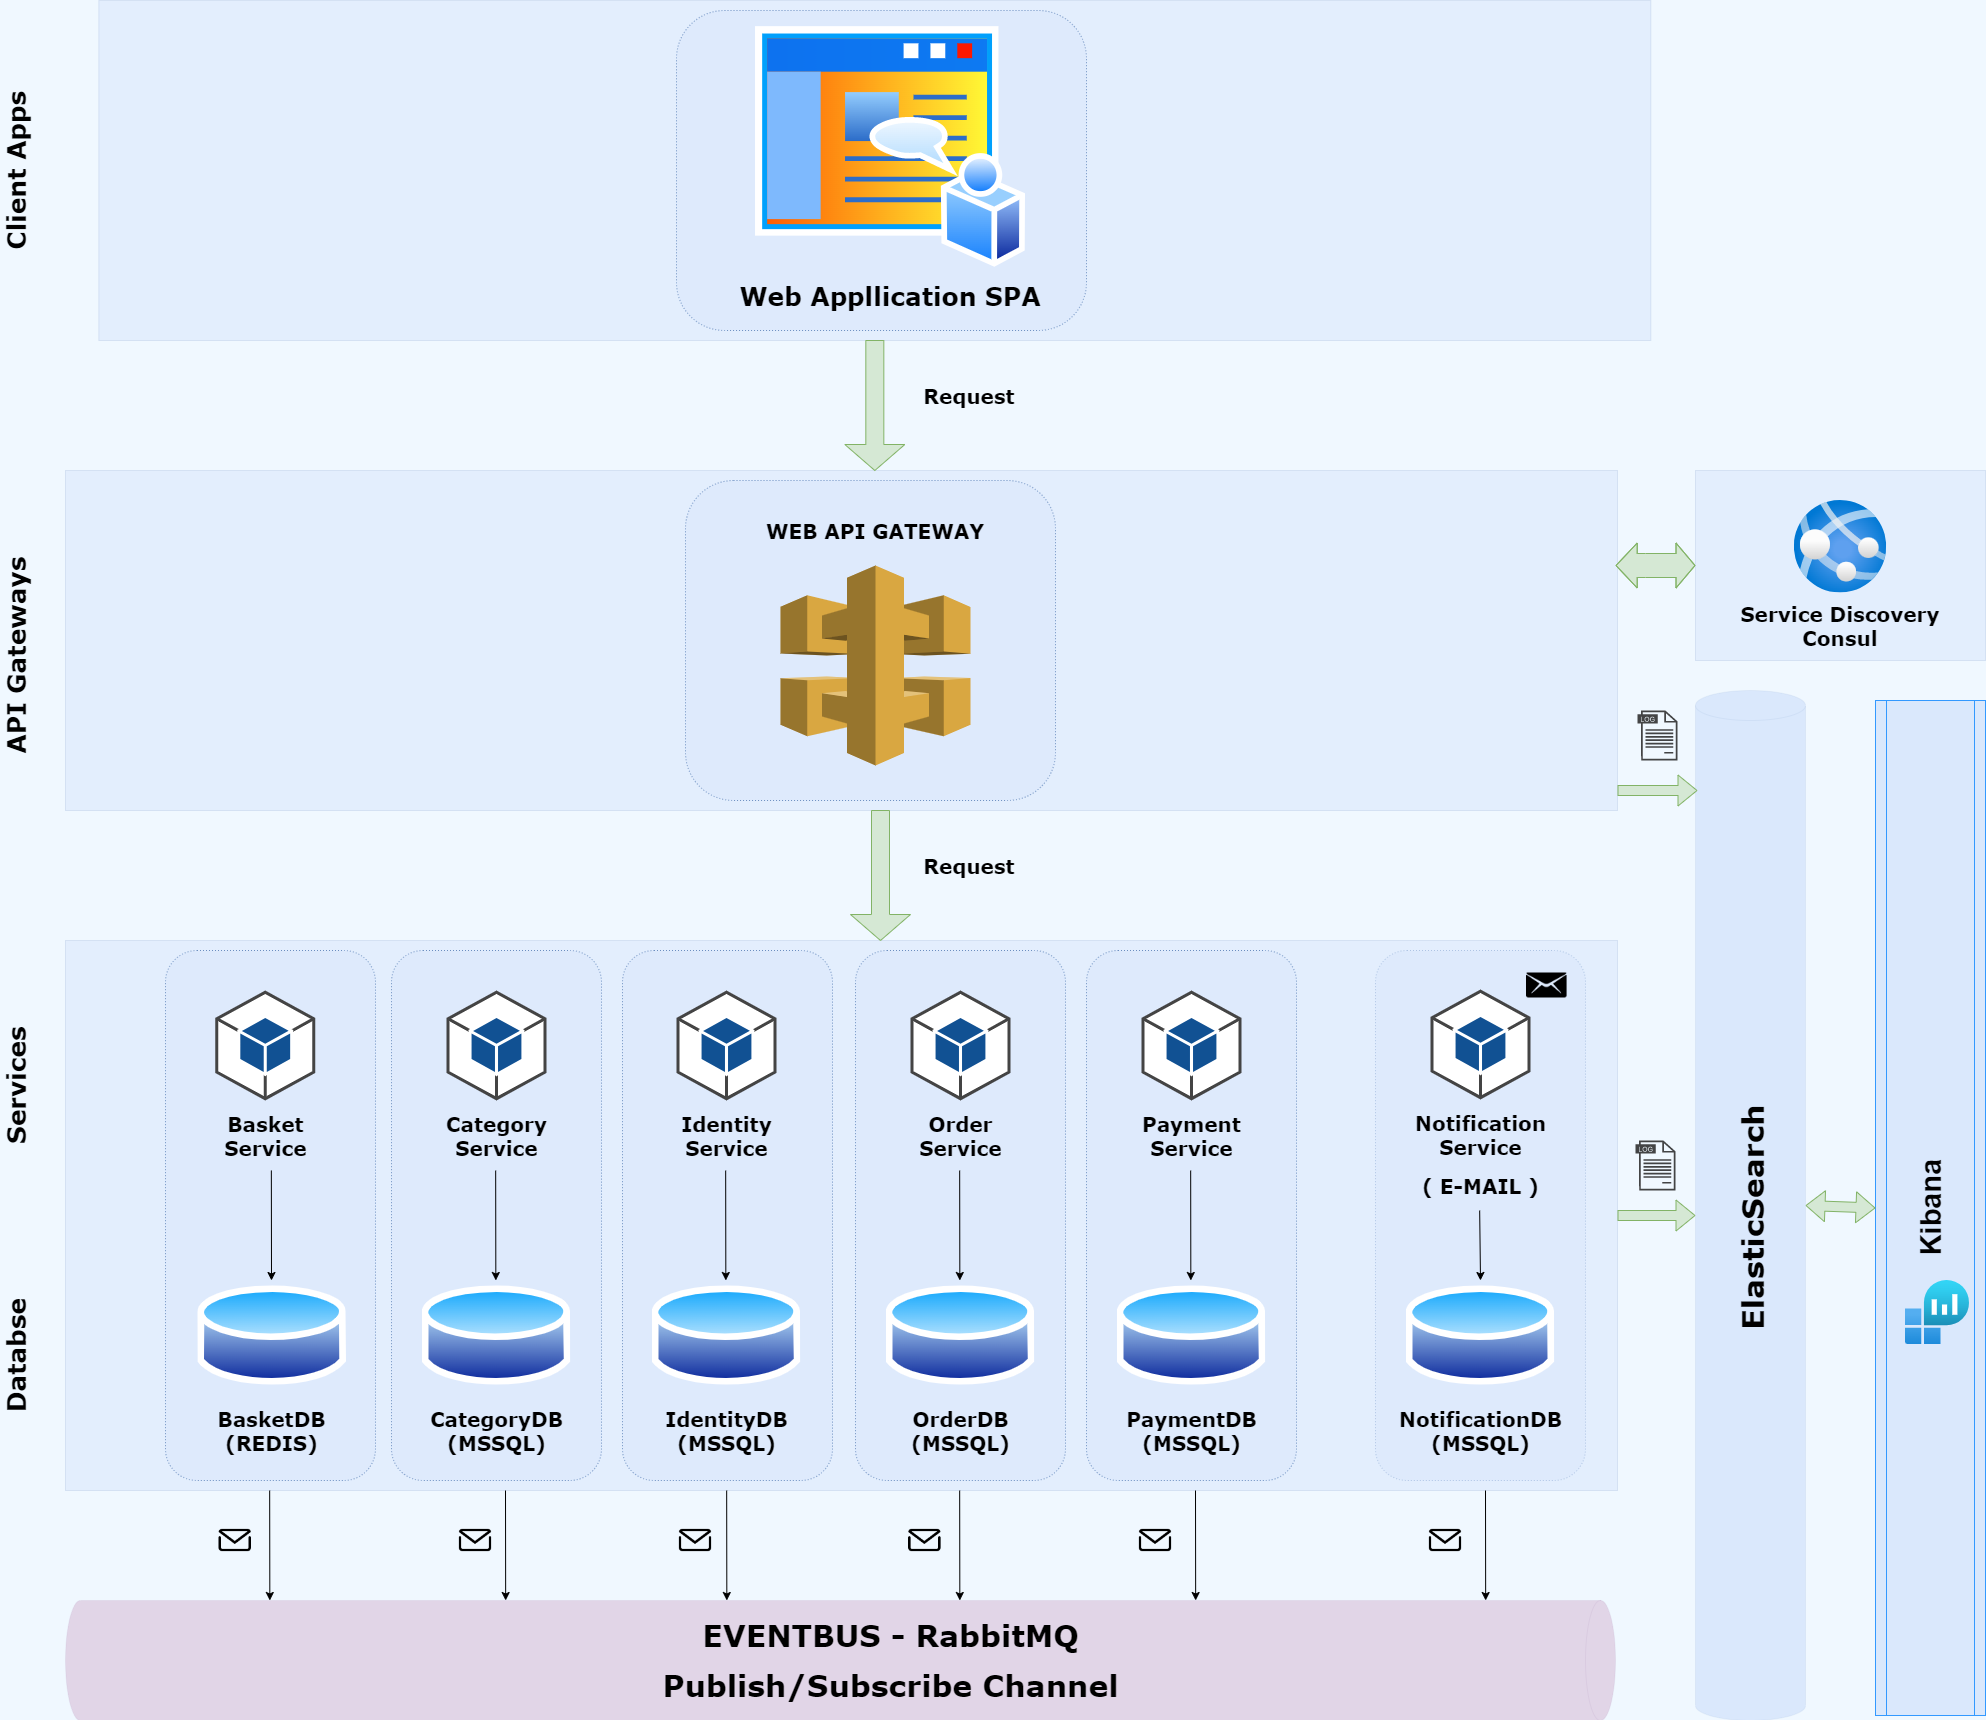 Client Apps
Web Appllication SPA
Request
API Gateways
WEB API GATEWAY
Service Discovery
Consul
LOG
Request
Services
Basket
Service
Category
Service
Identity
Service
Order
Service
Payment
Service
Notification
Service
( E-MAIL )
LOG
ElasticSearch
Kibana
Databse
BasketDB
(REDIS)
CategoryDB
(MSSQL)
IdentityDB
(MSSQL)
OrderDB
(MSSQL)
PaymentDB
(MSSQL)
NotificationDB
(MSSQL)
EVENTBUS - RabbitMQ
Publish/Subscribe Channel